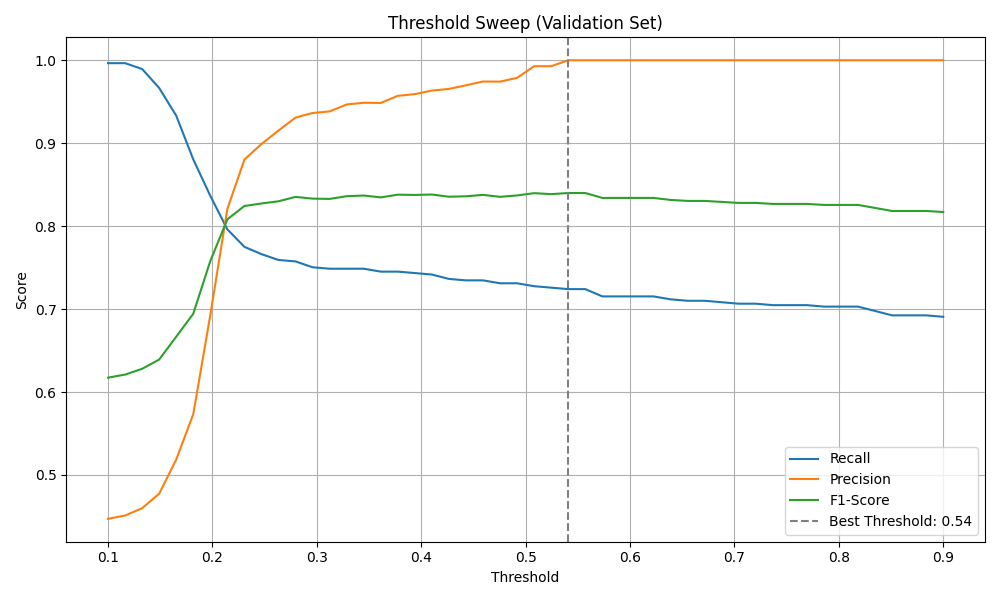 Threshold Sweep (Validation Set)
Score
1.0
0.9
0.8
0.7
0.6
0.5
0.1 0.2 0.3 0.4 0.5 0.6 0.7 0.8 0.9
Threshold
Recall
Precision
F1-Score
Best Threshold: 0.54